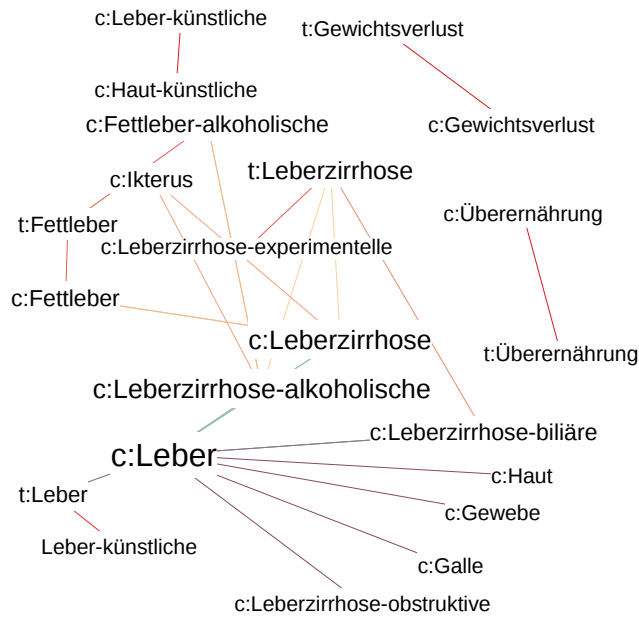 c:Leber-künstliche
t:Gewichtsverlust
c:Haut-künstliche
c:Fettleber-alkoholische
c:Gewichtsverlust
c:Ikterus
t:Leberzirrhose
c:Überernährung
t:Fettleber
c:Leberzirrhose-experimentelle
c:Fettleber
c:Leberzirrhose
t:Überernährung
c:Leberzirrhose-alkoholische
c:Leberzirrhose-biliäre
c:Leber
c:Haut
t:Leber
c:Gewebe
Leber-künstliche
c:Galle
c:Leberzirrhose-obstruktive